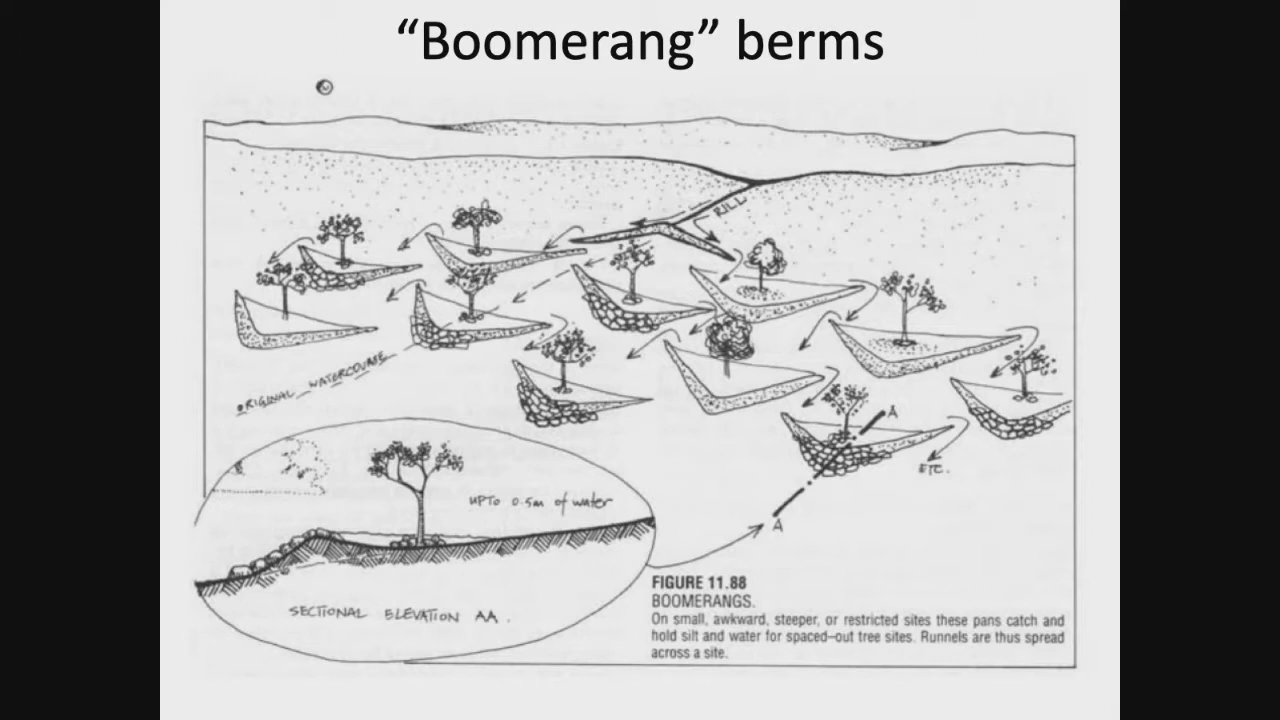 “Boomerang” berms
RILL
ORIGINAL WATERCOURSE
A
A
ETC.
UPTO 0.5m of water
SECTIONAL ELEVATION AA.
FIGURE 11.88
BOOMERANGS.
On small, awkward, steeper, or restricted sites these pans catch and
hold silt and water for spaced–out tree sites. Runnels are thus spread
across a site.